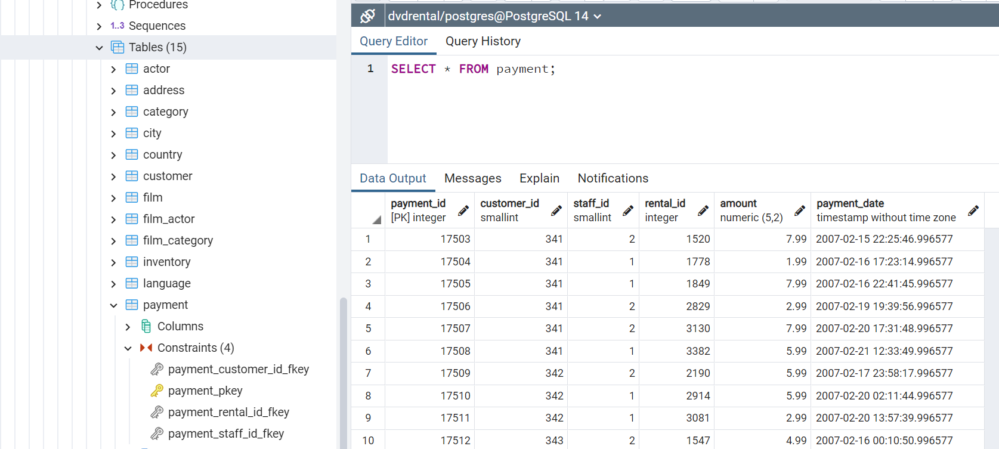 Procedures
1..3 Sequences
Tables (15)
actor
address
category
city
country
customer
film
film_actor
film_category
inventory
language
payment
Columns
Constraints (4)
payment_customer_id_fkey
payment_pkey
payment_rental_id_fkey
payment_staff_id_fkey
dvdrental/postgres@PostgreSQL 14
Query Editor Query History
1 SELECT * FROM payment;
Data Output Messages Explain Notifications
payment_id customer_id staff_id rental_id amount payment_date
[PK] integer smallint smallint integer numeric (5,2) timestamp without time zone
1 17503 341 2 1520 7.99 2007-02-15 22:25:46.996577
2 17504 341 1 1778 1.99 2007-02-16 17:23:14.996577
3 17505 341 1 1849 7.99 2007-02-16 22:41:45.996577
4 17506 341 2 2829 2.99 2007-02-19 19:39:56.996577
5 17507 341 2 3130 7.99 2007-02-20 17:31:48.996577
6 17508 341 1 3382 5.99 2007-02-21 12:33:49.996577
7 17509 342 2 2190 5.99 2007-02-17 23:58:17.996577
8 17510 342 1 2914 5.99 2007-02-20 02:11:44.996577
9 17511 342 1 3081 2.99 2007-02-20 13:57:39.996577
10 17512 343 2 1547 4.99 2007-02-16 00:10:50.996577